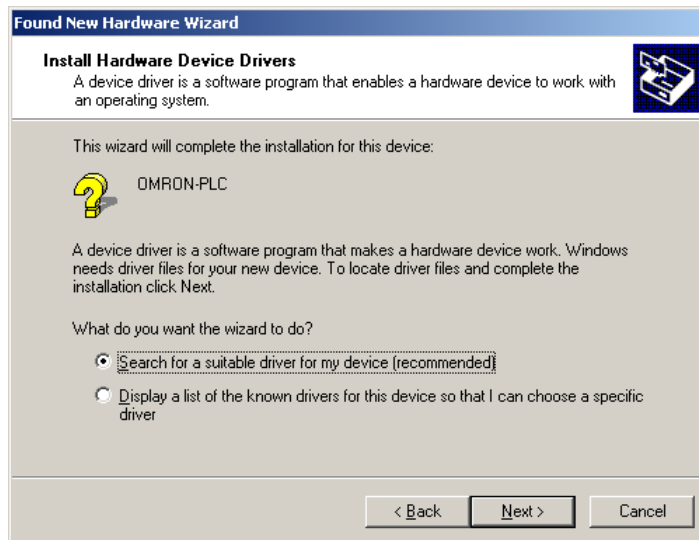 Found New Hardware Wizard
Install Hardware Device Drivers
A device driver is a software program that enables a hardware device to work with
an operating system.
This wizard will complete the installation for this device:
OMRON-PLC
A device driver is a software program that makes a hardware device work. Windows
needs driver files for your new device. To locate driver files and complete the
installation click Next.
What do you want the wizard to do?
Search for a suitable driver for my device (recommended)
Display a list of the known drivers for this device so that I can choose a specific
driver
< Back
Next >
Cancel